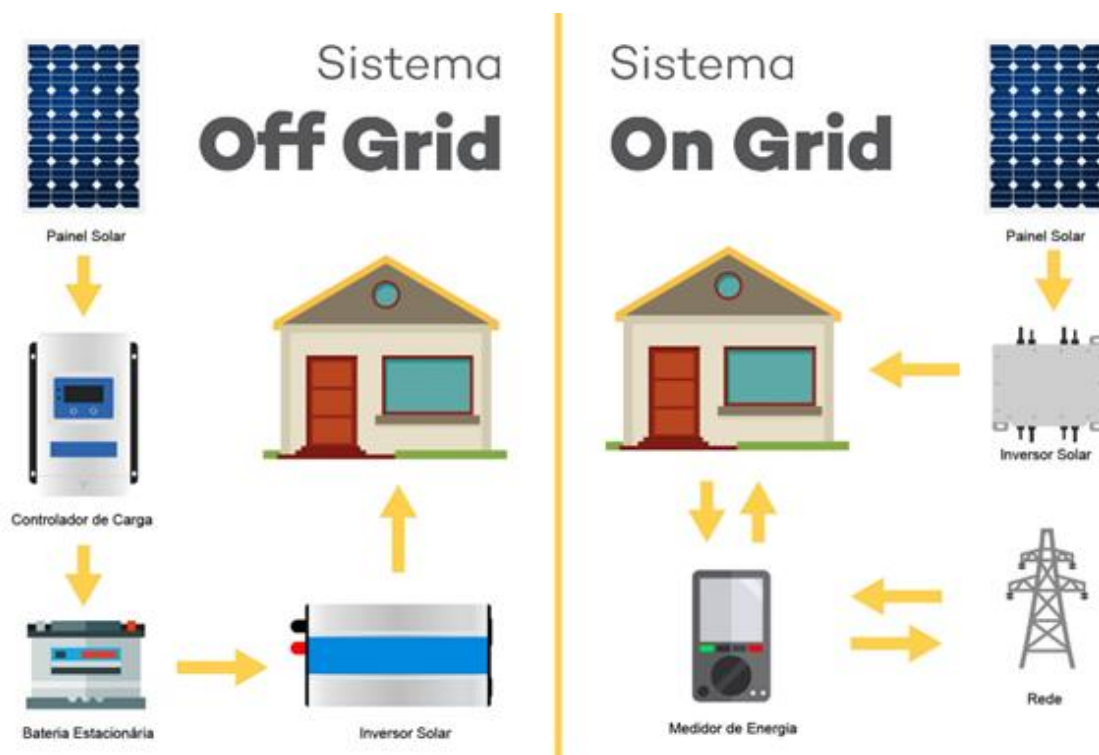 Sistema
Off Grid
Painel Solar
Controlador de Carga
Bateria Estacionária
Inversor Solar
Sistema
On Grid
Painel Solar
Inversor Solar
Medidor de Energia
Rede